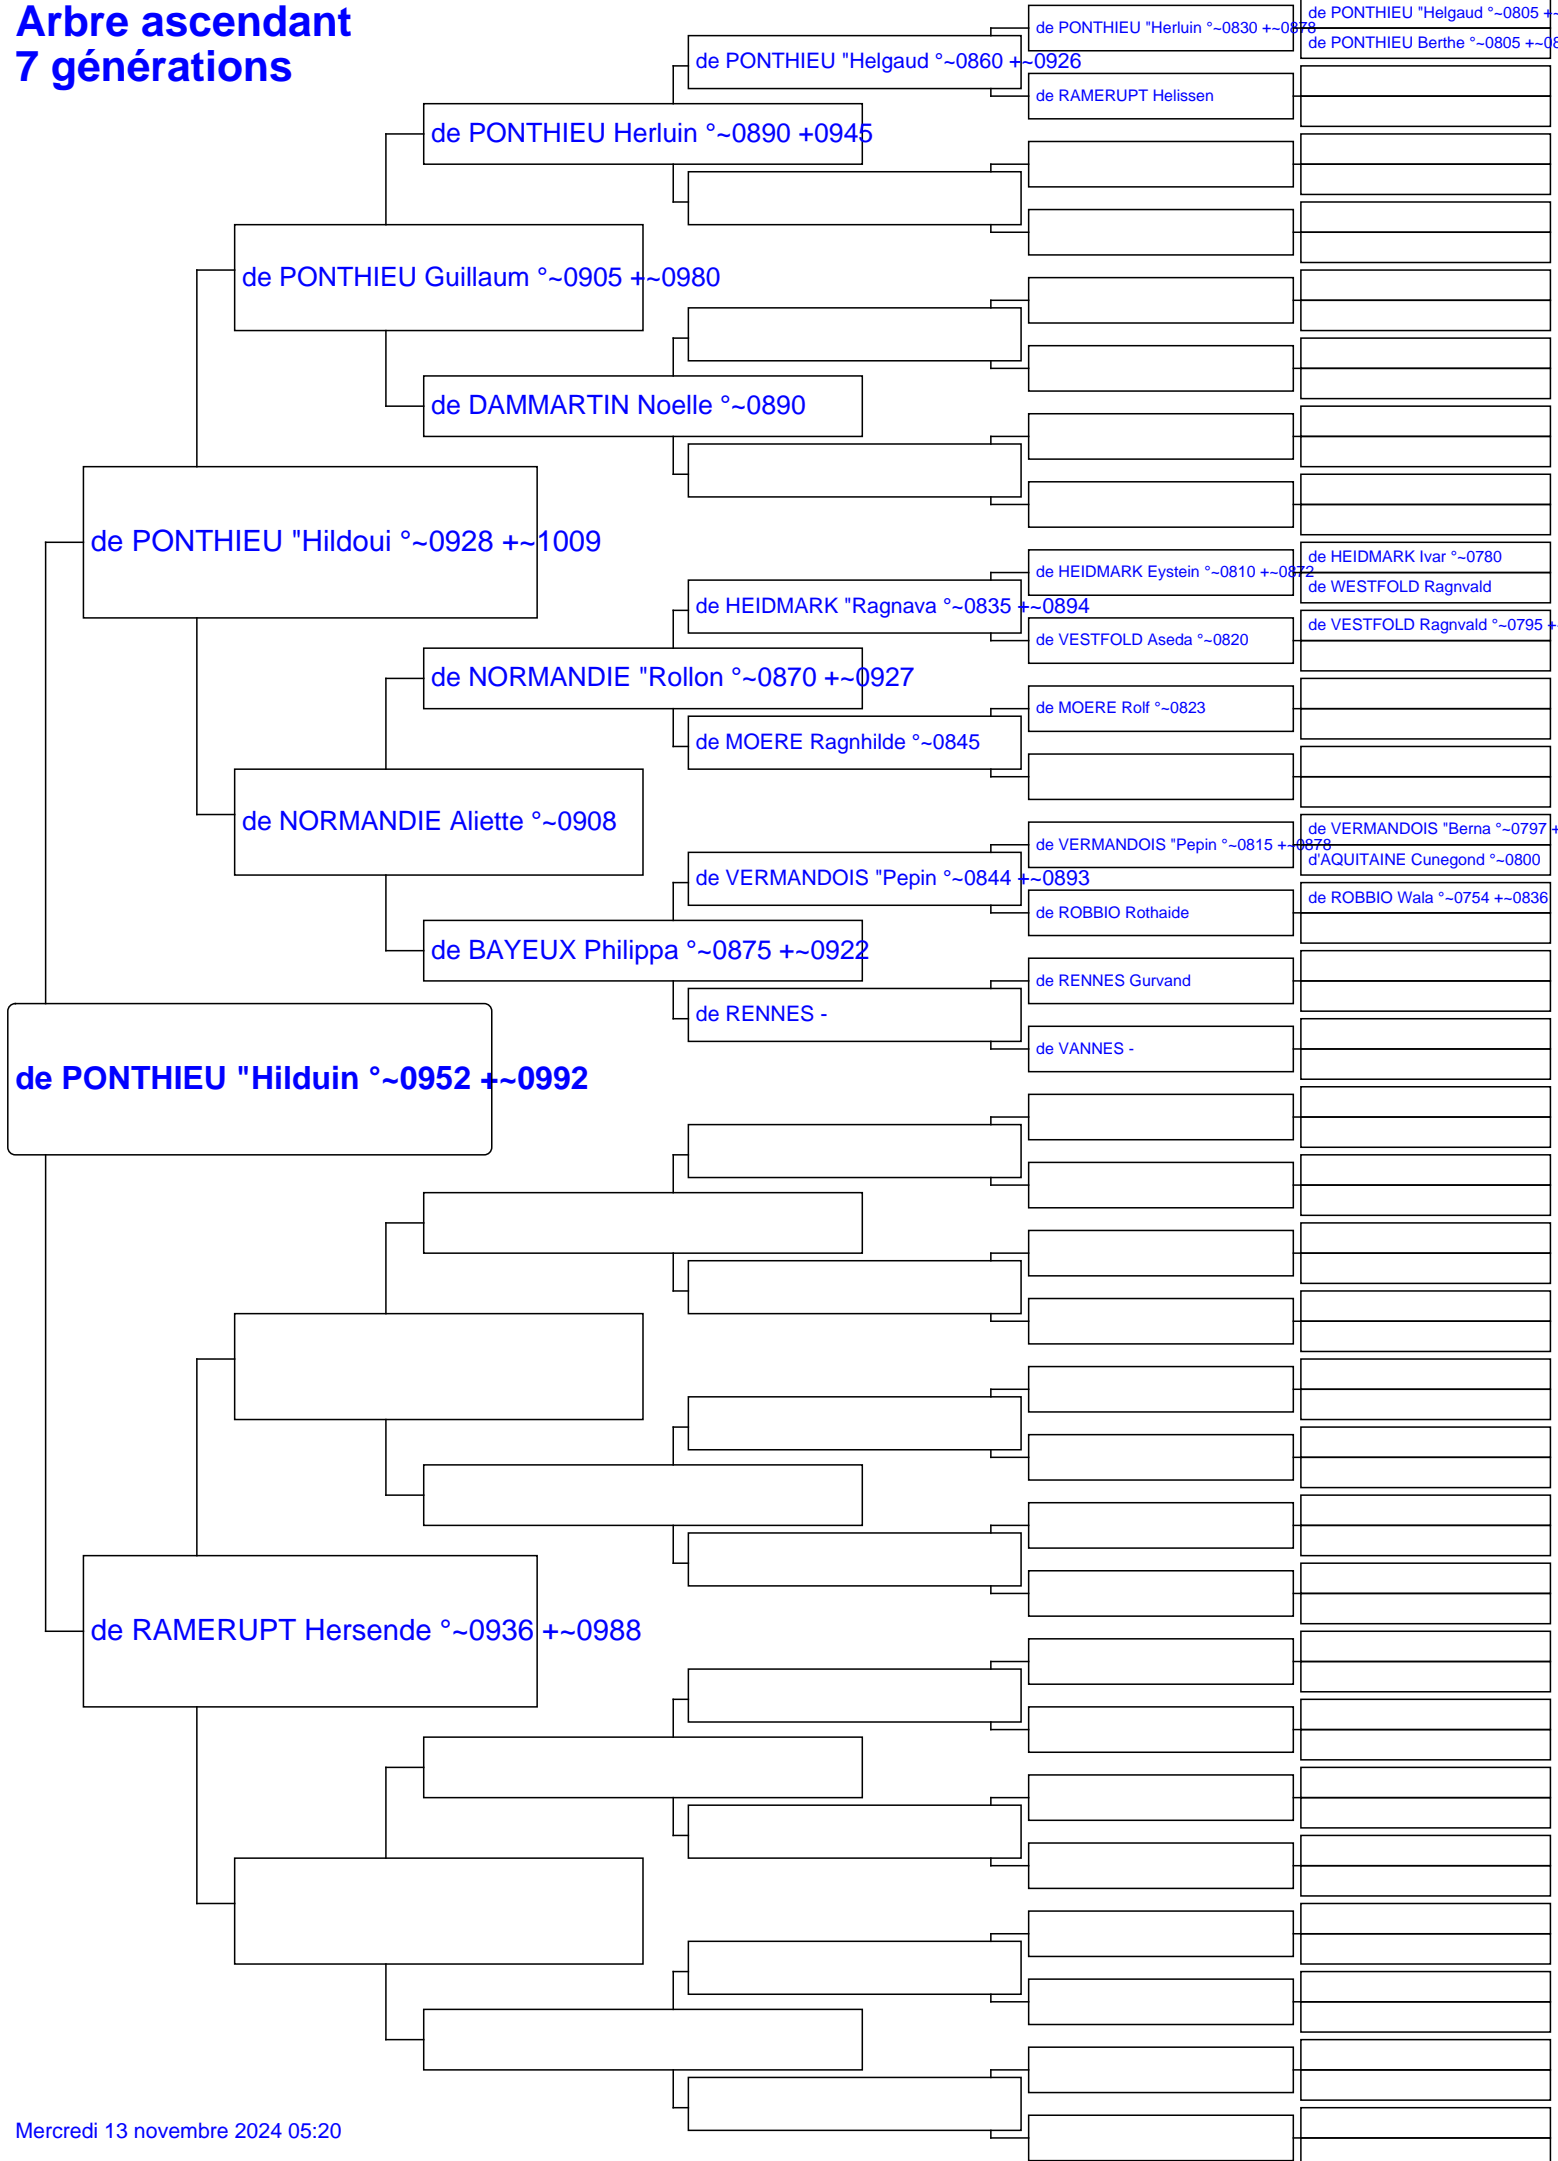 Arbre ascendant
7 générations
de PONTHIEU "Helgaud °~0805 +~
de PONTHIEU "Herluin °~0830 +~0878
de PONTHIEU Berthe °~0805 +~08
de PONTHIEU "Helgaud °~0860 +~0926
de RAMERUPT Helissen
de PONTHIEU Herluin °~0890 +0945
de PONTHIEU Guillaum °~0905 +~0980
de DAMMARTIN Noelle °~0890
de PONTHIEU "Hildoui °~0928 +~1009
de HEIDMARK Ivar °~0780
de HEIDMARK Eystein °~0810 +~0872
de WESTFOLD Ragnvald
de HEIDMARK "Ragnava °~0835 +~0894
de VESTFOLD Ragnvald °~0795 +~
de VESTFOLD Aseda °~0820
de NORMANDIE "Rollon °~0870 +~0927
de MOERE Rolf °~0823
de MOERE Ragnhilde °~0845
de NORMANDIE Aliette °~0908
de VERMANDOIS "Berna °~0797 +
de VERMANDOIS "Pepin °~0815 +~0878
d'AQUITAINE Cunegond °~0800
de VERMANDOIS "Pepin °~0844 +~0893
de ROBBIO Wala °~0754 +~0836
de ROBBIO Rothaide
de BAYEUX Philippa °~0875 +~0922
de RENNES Gurvand
de RENNES -
de VANNES -
de PONTHIEU "Hilduin °~0952 +~0992
de RAMERUPT Hersende °~0936 +~0988
Mercredi 13 novembre 2024 05:20